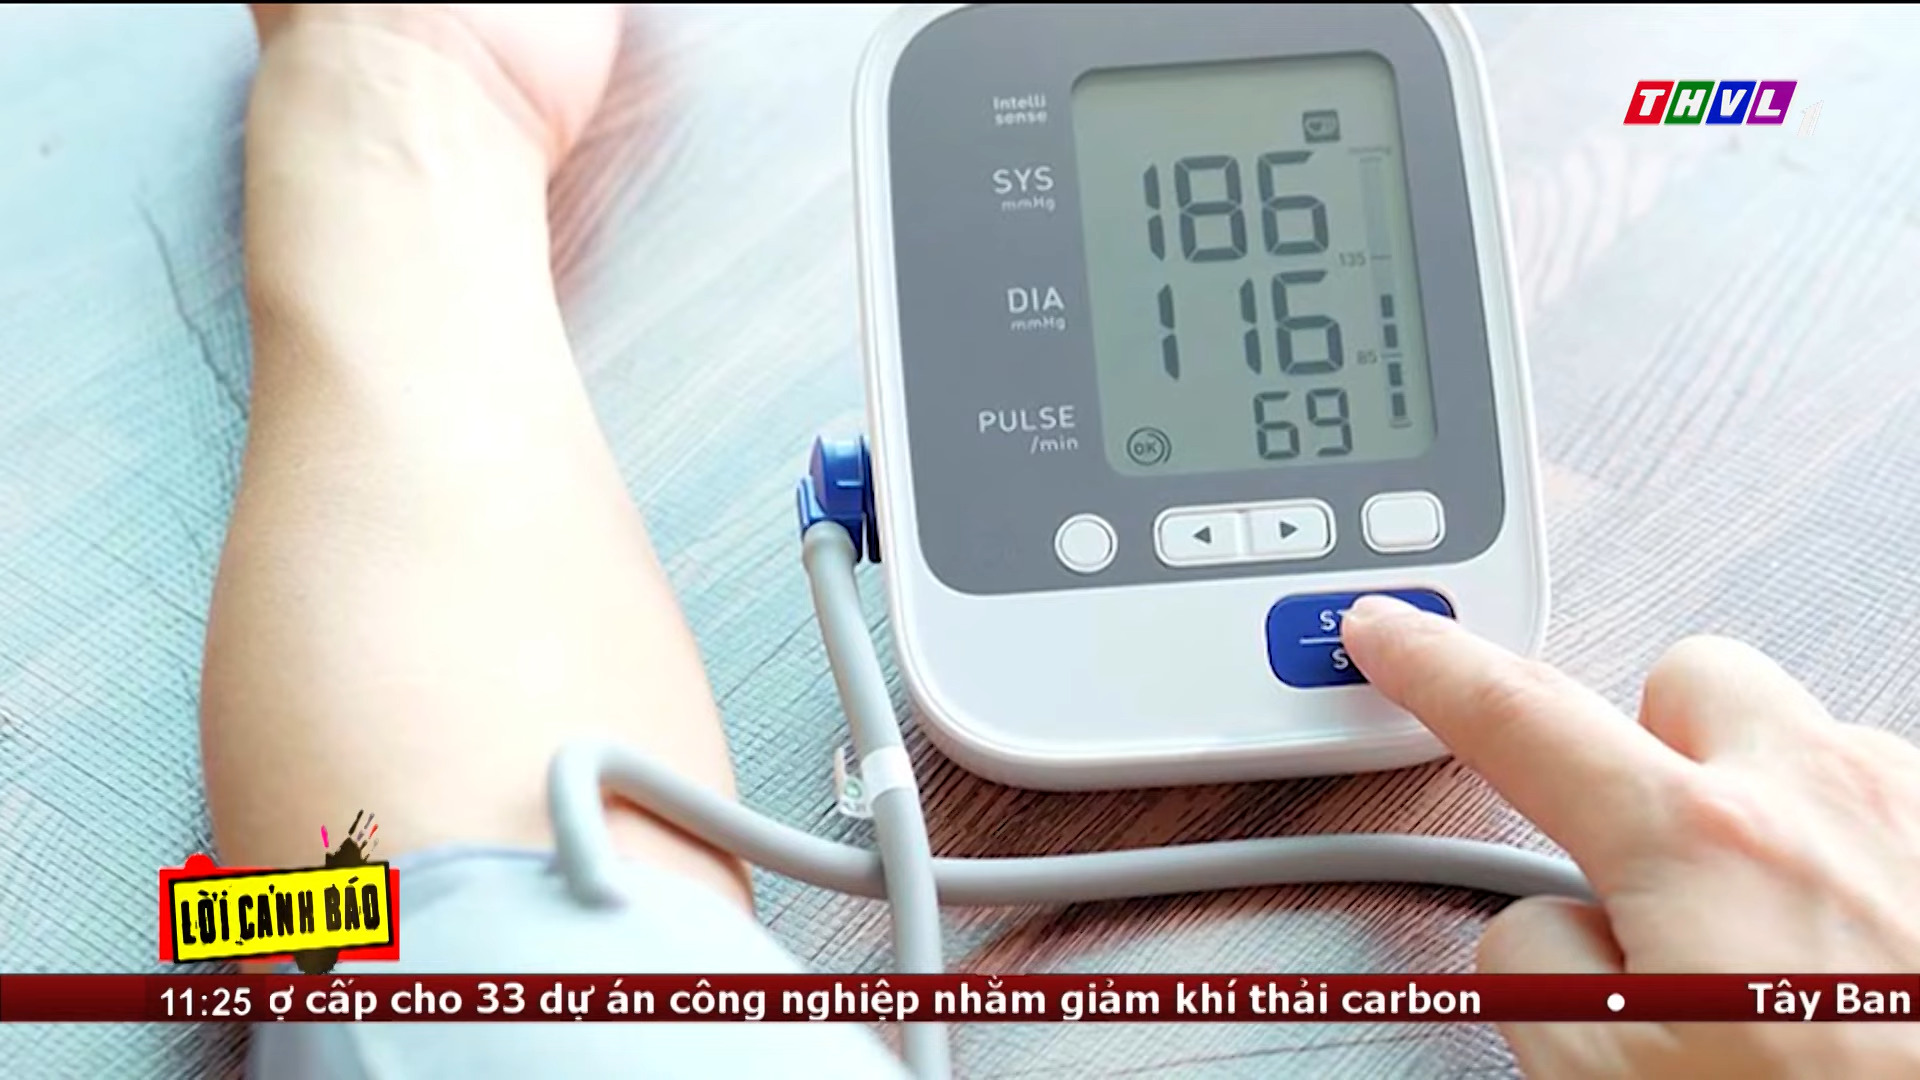 THVL 1
Intelli
sense
SYS
mmHg
186
135
DIA
mmHg
116
85
PULSE
/min
OK
69
LỜI CẢNH BÁO
11:25 ợ cấp cho 33 dự án công nghiệp nhằm giảm khí thải carbon • Tây Ban